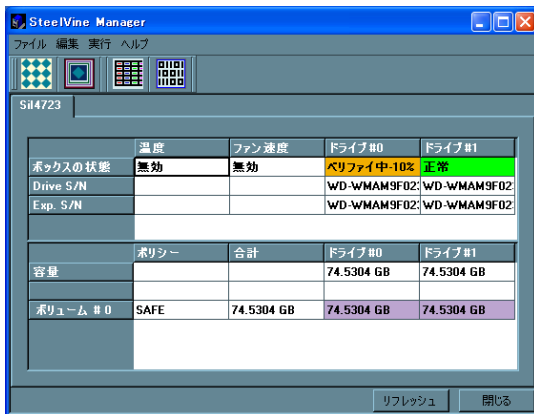 SteelVine Manager
ファイル 編集 実行 ヘルプ
SiI4723
温度 ファン速度 ドライブ#0 ドライブ#1
ボックスの状態 無効 無効 ベリファイ中-10% 正常
Drive S/N WD-WMAM9F02 WD-WMAM9F02
Exp. S/N WD-WMAM9F02 WD-WMAM9F02
ポリシー 合計 ドライブ#0 ドライブ#1
容量 74.5304 GB 74.5304 GB
ボリューム #0 SAFE 74.5304 GB 74.5304 GB 74.5304 GB
リフレッシュ 閉じる